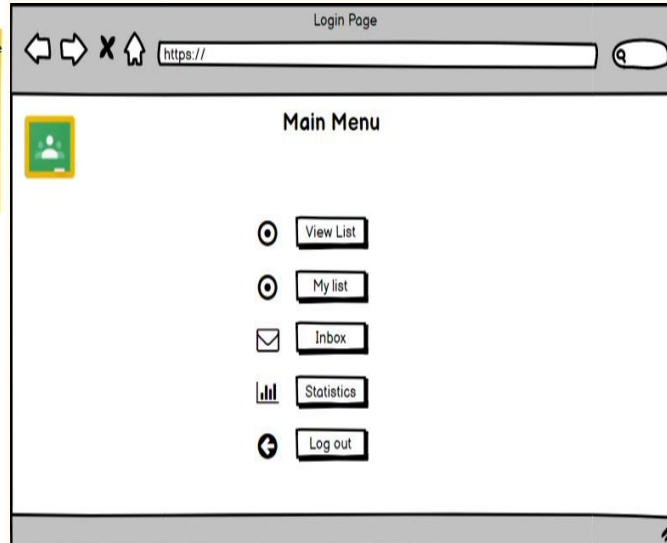 Login Page
https://
Main Menu
View List
My list
Inbox
Statistics
Log out